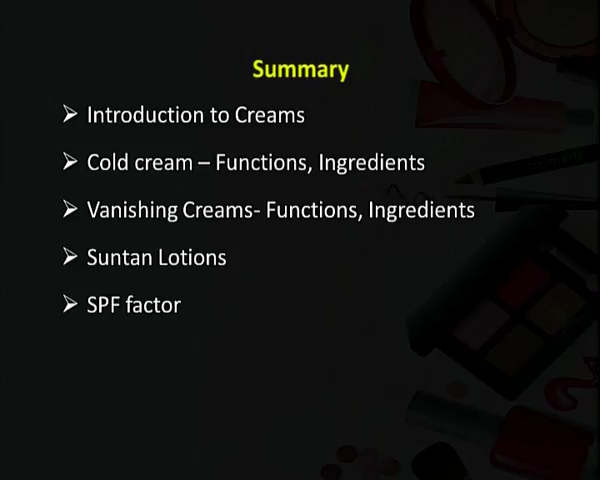 Summary
➢ Introduction to Creams
➢ Cold cream – Functions, Ingredients
➢ Vanishing Creams- Functions, Ingredients
➢ Suntan Lotions
➢ SPF factor